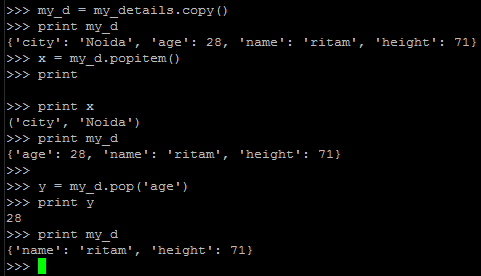 >>> my_d = my_details.copy()
>>> print my_d
{'city': 'Noida', 'age': 28, 'name': 'ritam', 'height': 71}
>>> x = my_d.popitem()
>>> print

>>> print x
('city', 'Noida')
>>> print my_d
{'age': 28, 'name': 'ritam', 'height': 71}
>>>
>>> y = my_d.pop('age')
>>> print y
28
>>> print my_d
{'name': 'ritam', 'height': 71}
>>>